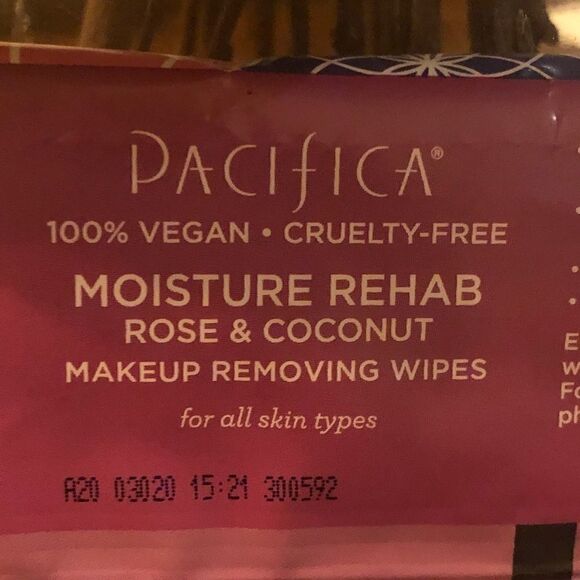 PACIFICA®
100% VEGAN • CRUELTY-FREE
MOISTURE REHAB
ROSE & COCONUT
MAKEUP REMOVING WIPES
for all skin types
A20 03020 15:21 300592